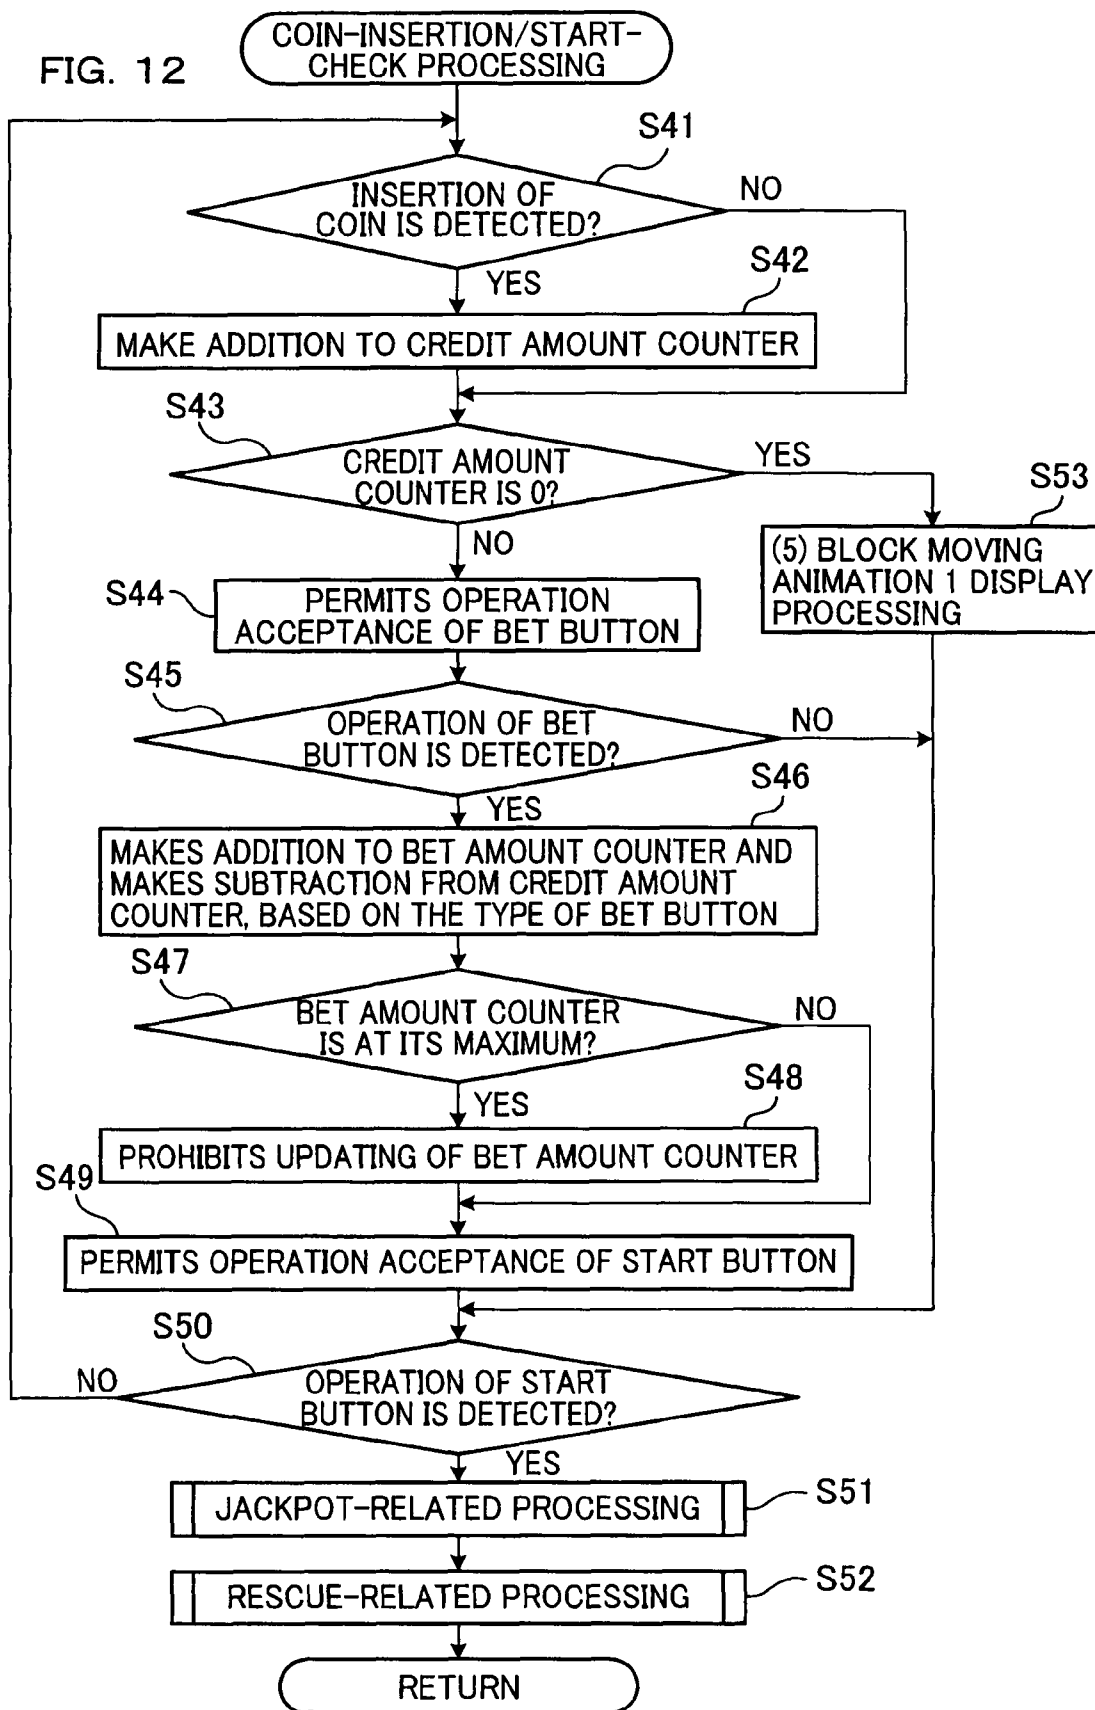 FIG. 12
COIN-INSERTION/START-
CHECK PROCESSING
S41
INSERTION OF
COIN IS DETECTED?
NO
YES
S42
MAKE ADDITION TO CREDIT AMOUNT COUNTER
S43
CREDIT AMOUNT
COUNTER IS 0?
YES
NO
S53
(5) BLOCK MOVING
ANIMATION 1 DISPLAY
PROCESSING
S44
PERMITS OPERATION
ACCEPTANCE OF BET BUTTON
S45
OPERATION OF BET
BUTTON IS DETECTED?
NO
YES
S46
MAKES ADDITION TO BET AMOUNT COUNTER AND
MAKES SUBTRACTION FROM CREDIT AMOUNT
COUNTER, BASED ON THE TYPE OF BET BUTTON
S47
BET AMOUNT COUNTER
IS AT ITS MAXIMUM?
NO
YES
S48
PROHIBITS UPDATING OF BET AMOUNT COUNTER
S49
PERMITS OPERATION ACCEPTANCE OF START BUTTON
S50
OPERATION OF START
BUTTON IS DETECTED?
NO
YES
JACKPOT-RELATED PROCESSING
S51
RESCUE-RELATED PROCESSING
S52
RETURN